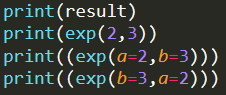 print(result)
print(exp(2,3))
print((exp(a=2,b=3)))
print((exp(b=3,a=2)))